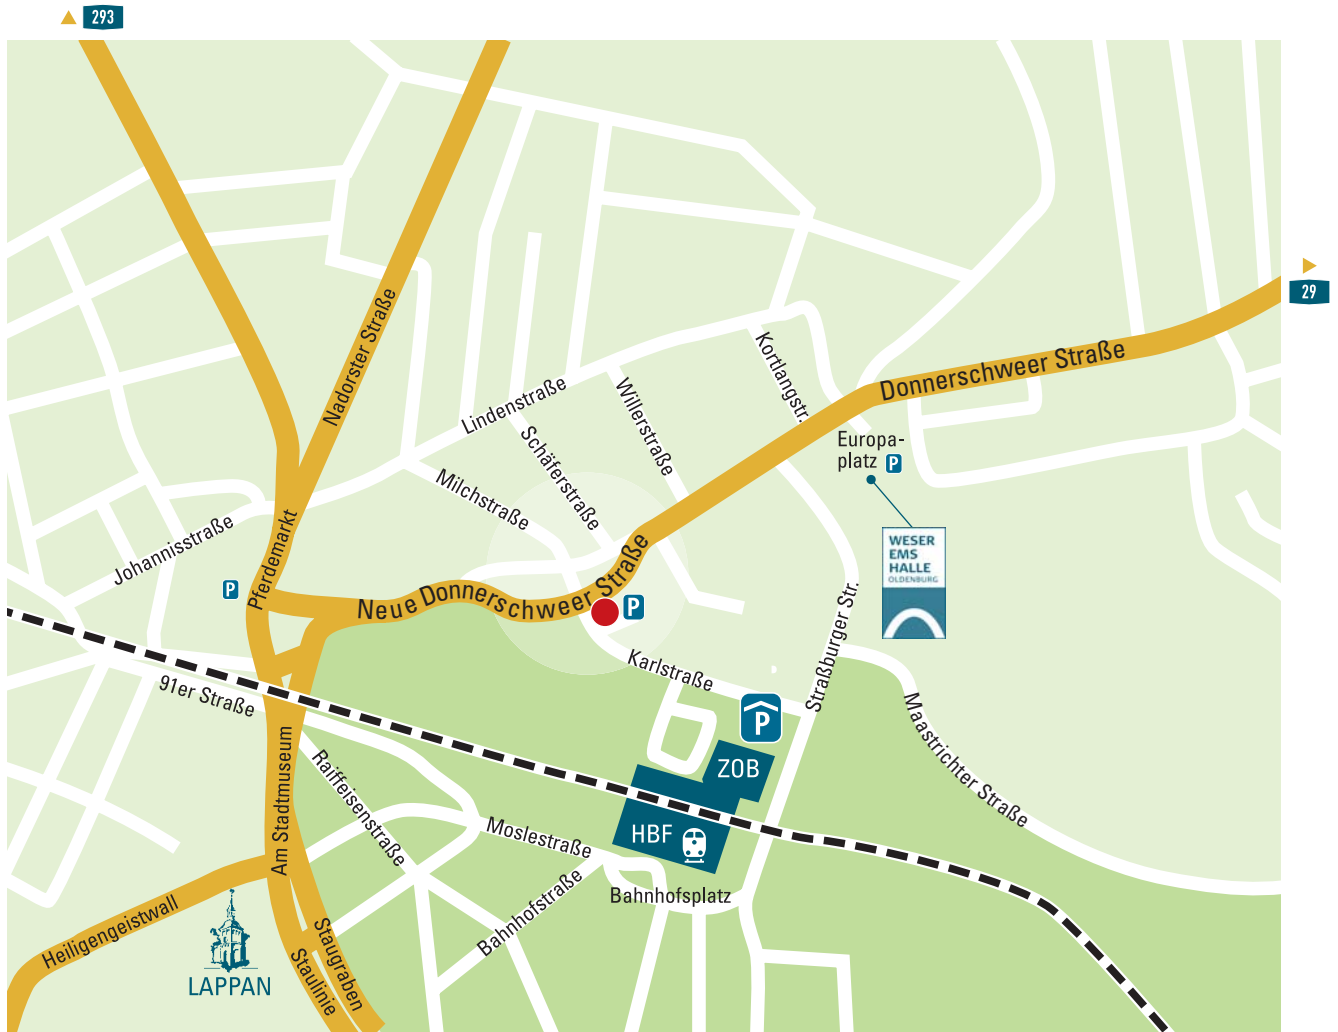 293
29
Nadorster Straße
Donnerschweer Straße
Kortlangstr.
Lindenstraße
Willerstraße
Schäferstraße
Milchstraße
Europa-
platz P
WESER
EMS
HALLE
OLDENBURG
Johannisstraße
Pferdemarkt
P
Neue Donnerschweer Straße
P
Straßburger Str.
Karlstraße
91er Straße
Maastrichter Straße
P
ZOB
HBF
Am Stadtmuseum
Raiffeisenstraße
Moslestraße
Bahnhofstraße
Bahnhofsplatz
Heiligengeistwall
LAPPAN
Staugraben
Staulinie